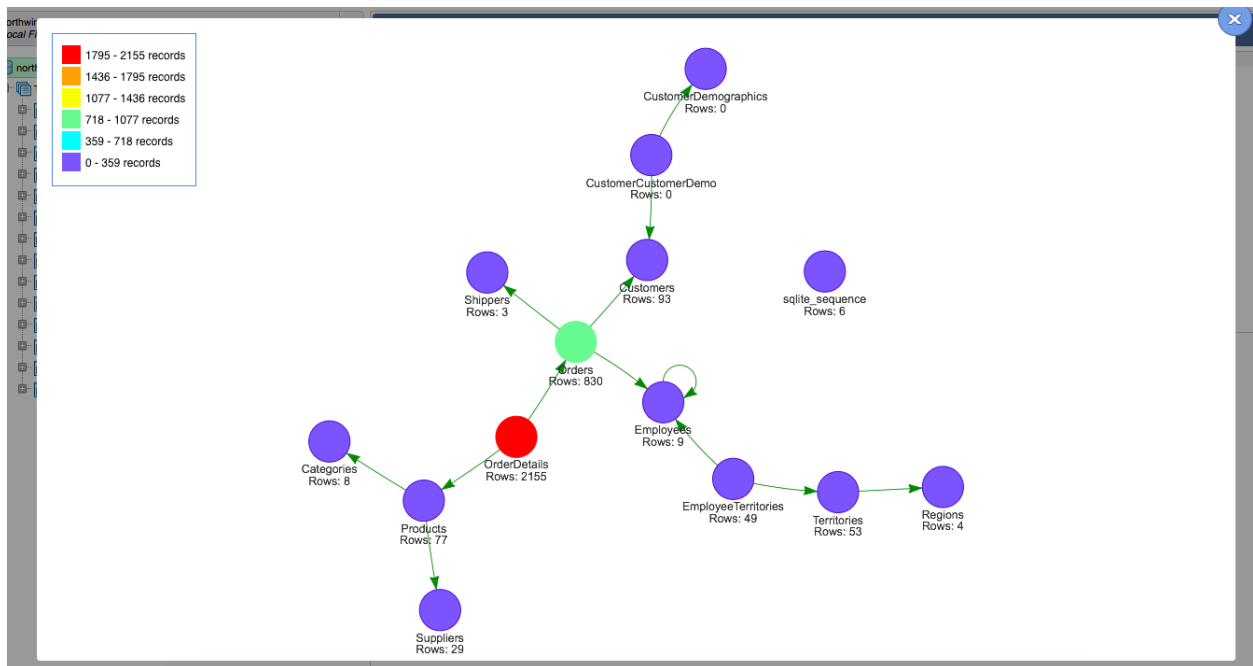 1795 - 2155 records
1436 - 1795 records
1077 - 1436 records
718 - 1077 records
359 - 718 records
0 - 359 records
CustomerDemographics
Rows: 0
CustomerCustomerDemo
Rows: 0
Customers
Rows: 93
Shippers
Rows: 3
sqlite_sequence
Rows: 6
Orders
Rows: 830
Employees
Rows: 9
OrderDetails
Rows: 2155
Categories
Rows: 8
Products
Rows: 77
EmployeeTerritories
Rows: 49
Territories
Rows: 53
Regions
Rows: 4
Suppliers
Rows: 29